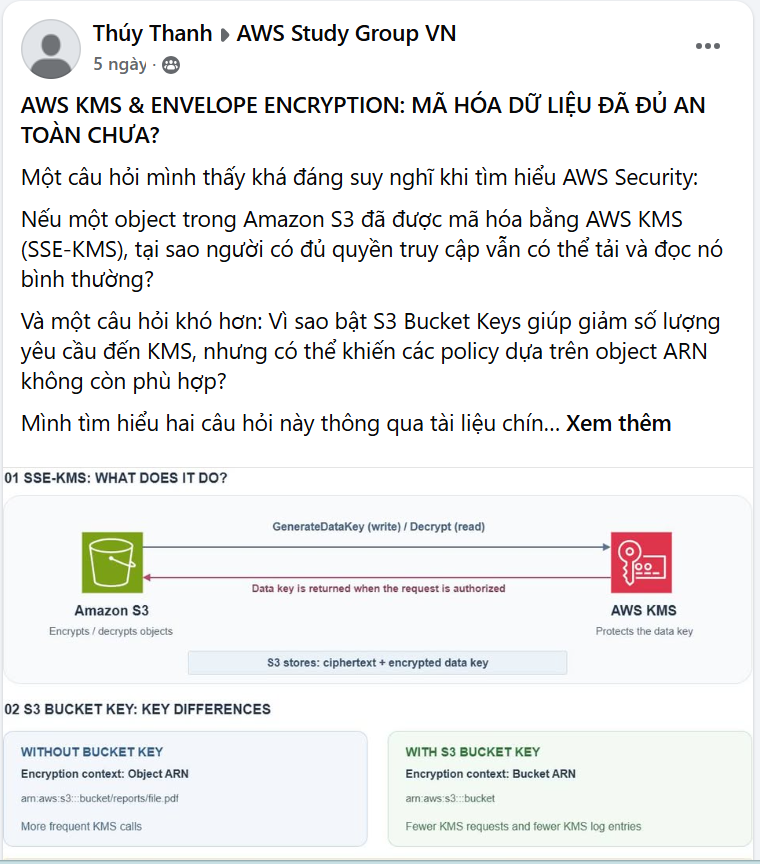 Thúy Thanh ▸ AWS Study Group VN
5 ngày ·
AWS KMS & ENVELOPE ENCRYPTION: MÃ HÓA DỮ LIỆU ĐÃ ĐỦ AN
TOÀN CHƯA?
Một câu hỏi mình thấy khá đáng suy nghĩ khi tìm hiểu AWS Security:
Nếu một object trong Amazon S3 đã được mã hóa bằng AWS KMS
(SSE-KMS), tại sao người có đủ quyền truy cập vẫn có thể tải và đọc nó
bình thường?
Và một câu hỏi khó hơn: Vì sao bật S3 Bucket Keys giúp giảm số lượng
yêu cầu đến KMS, nhưng có thể khiến các policy dựa trên object ARN
không còn phù hợp?
Mình tìm hiểu hai câu hỏi này thông qua tài liệu chín... Xem thêm
01 SSE-KMS: WHAT DOES IT DO?
GenerateDataKey (write) / Decrypt (read)
Data key is returned when the request is authorized
Amazon S3
Encrypts / decrypts objects
AWS KMS
Protects the data key
S3 stores: ciphertext + encrypted data key
02 S3 BUCKET KEY: KEY DIFFERENCES
WITHOUT BUCKET KEY
Encryption context: Object ARN
arn:aws:s3:::bucket/reports/file.pdf
More frequent KMS calls
WITH S3 BUCKET KEY
Encryption context: Bucket ARN
arn:aws:s3:::bucket
Fewer KMS requests and fewer KMS log entries